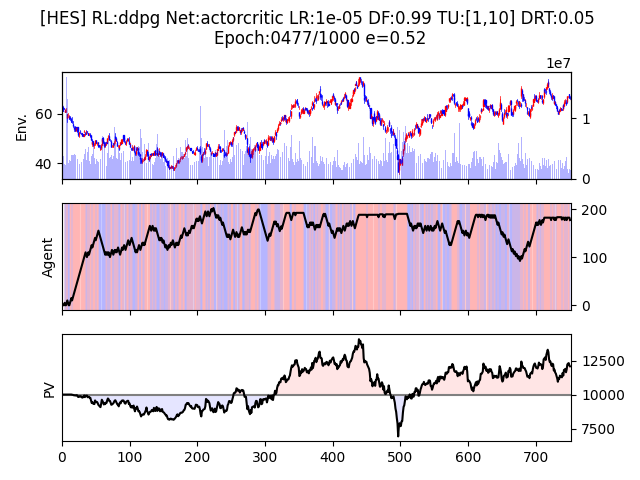 [HES] RL:ddpg Net:actorcritic LR:1e-05 DF:0.99 TU:[1,10] DRT:0.05
Epoch:0477/1000 e=0.52
1e7
Env.
60
40
1
0
Agent
200
100
0
PV
12500
10000
7500
0 100 200 300 400 500 600 700